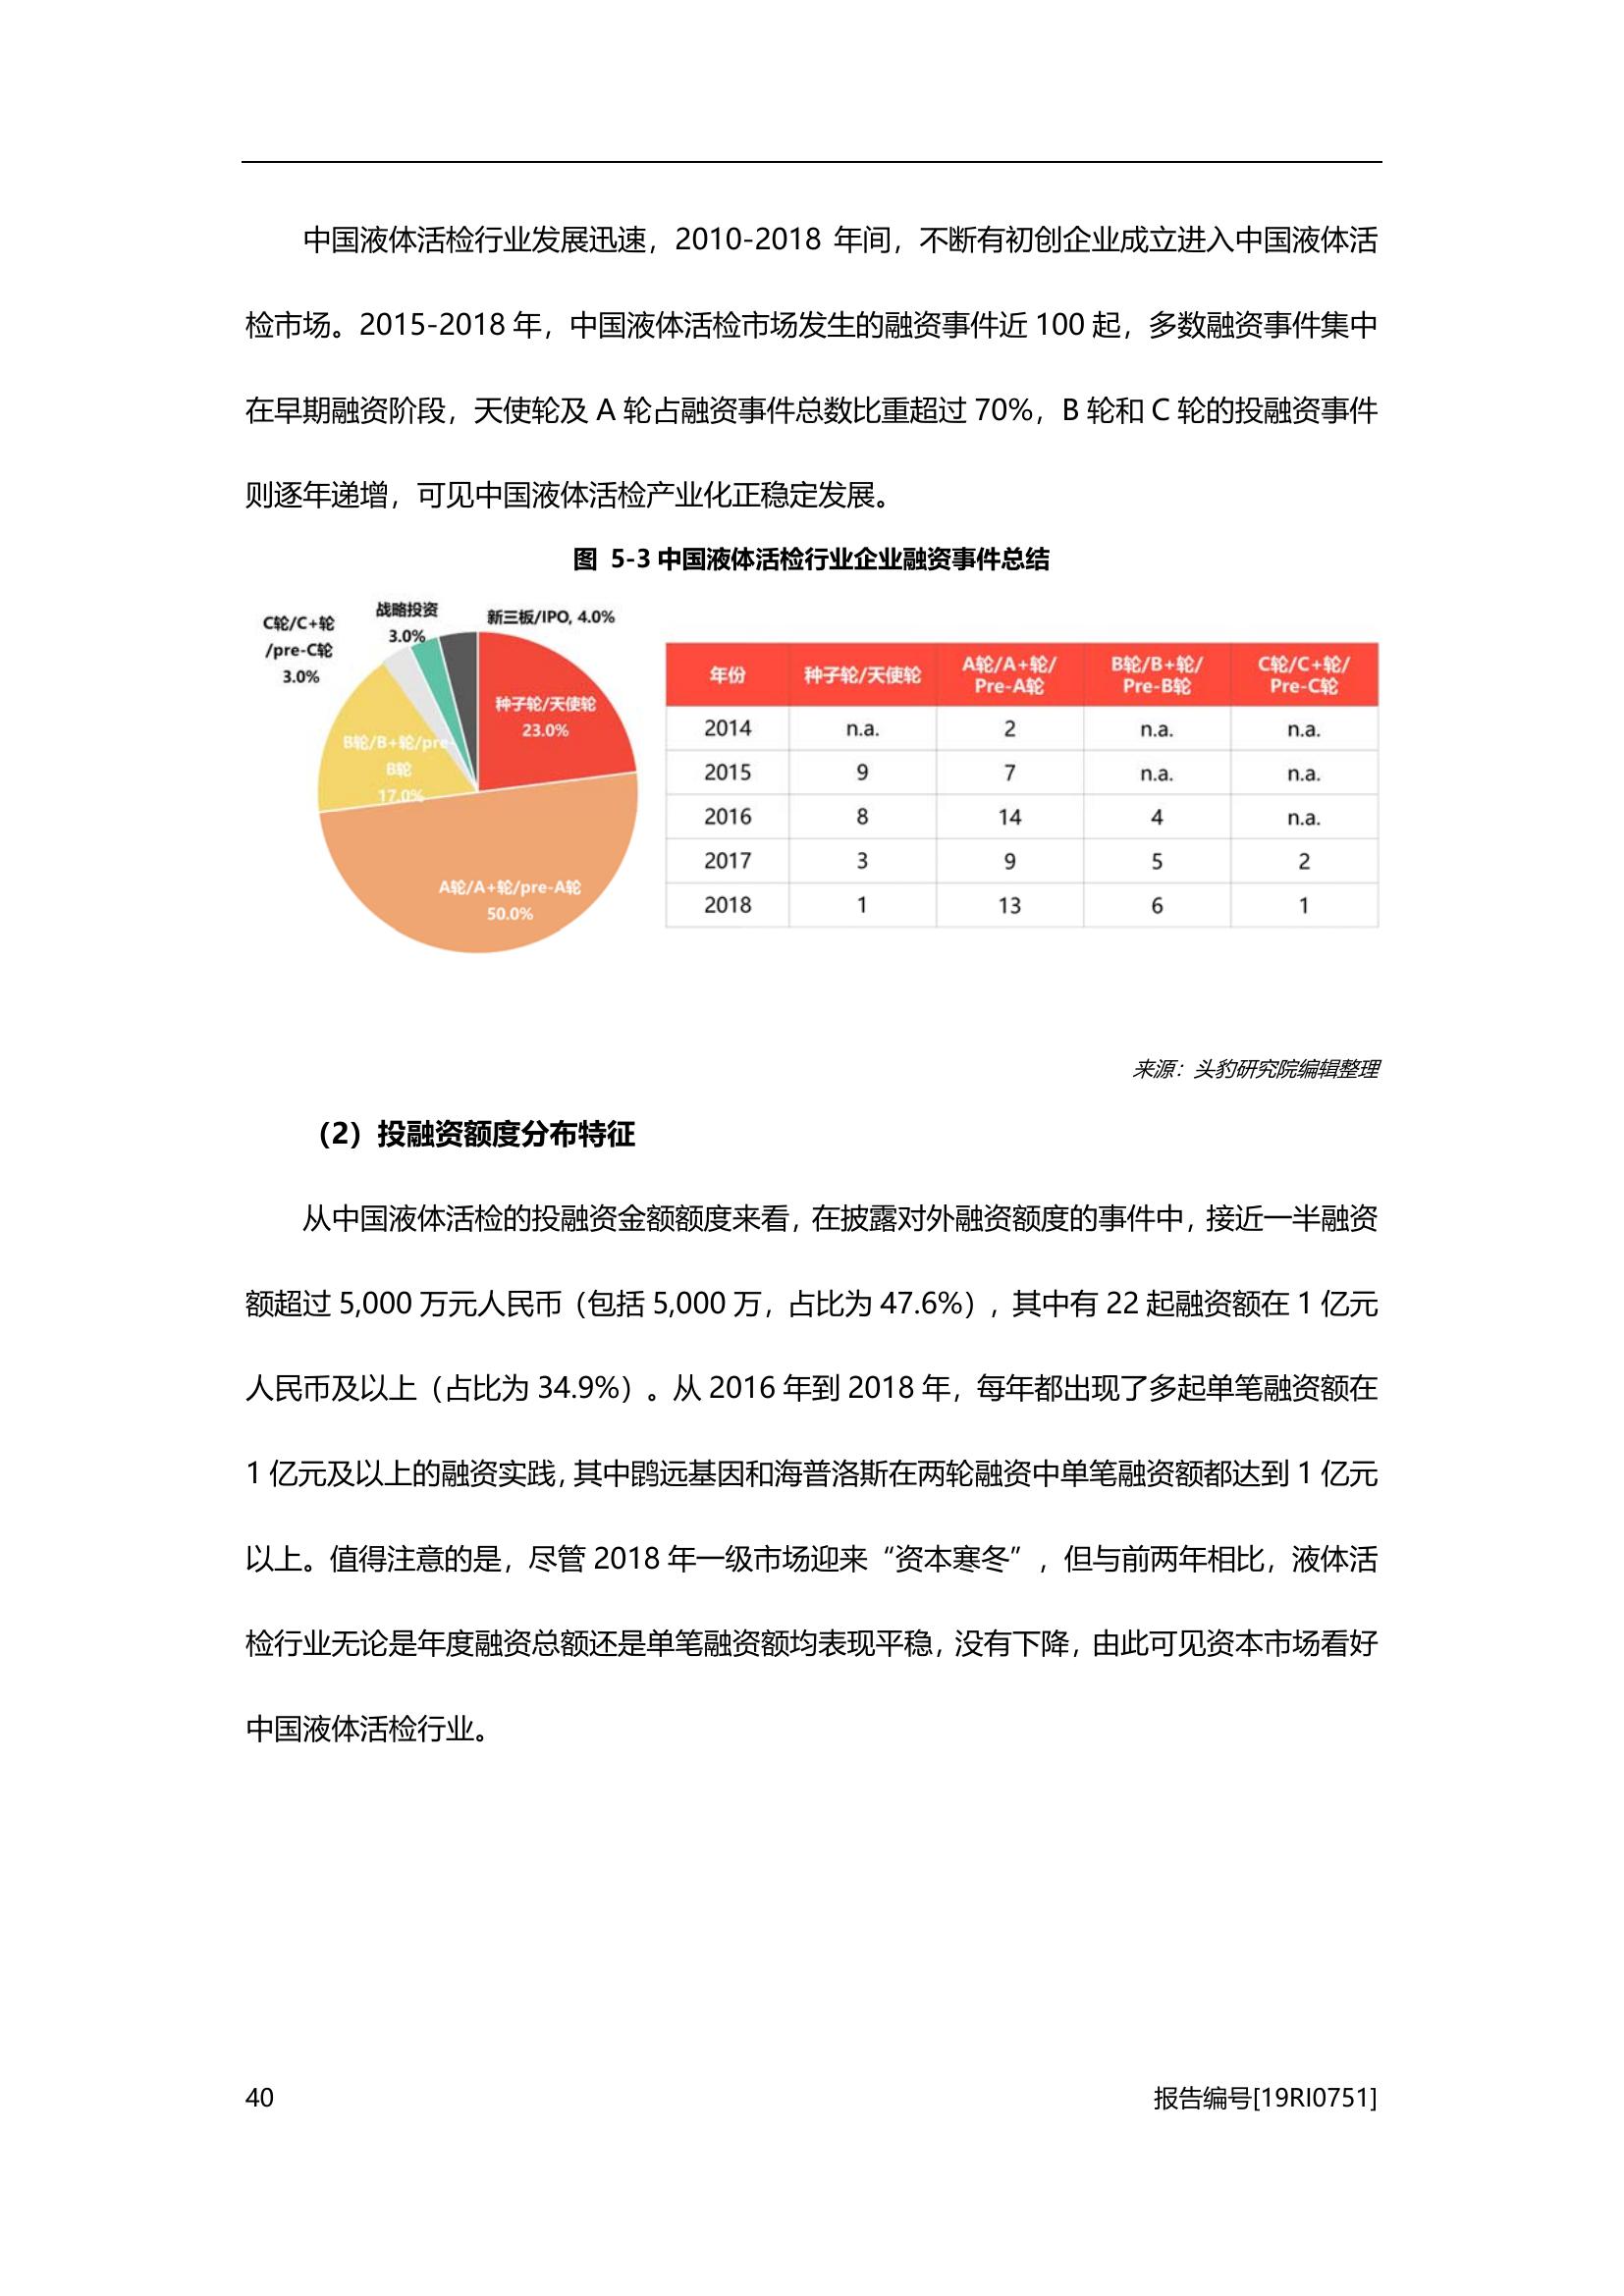 中国液体活检行业发展迅速，2010-2018 年间，不断有初创企业成立进入中国液体活
检市场。2015-2018 年，中国液体活检市场发生的融资事件近 100 起，多数融资事件集中
在早期融资阶段，天使轮及 A 轮占融资事件总数比重超过 70%，B 轮和 C 轮的投融资事件
则逐年递增，可见中国液体活检产业化正稳定发展。
图 5-3 中国液体活检行业企业融资事件总结
C轮/C+轮
/pre-C轮
3.0%
战略投资
3.0%
新三板/IPO, 4.0%
种子轮/天使轮
23.0%
B轮/B+轮/pre-
B轮
17.0%
A轮/A+轮/pre-A轮
50.0%
年份 种子轮/天使轮 A轮/A+轮/Pre-A轮 B轮/B+轮/Pre-B轮 C轮/C+轮/Pre-C轮
2014 n.a. 2 n.a. n.a.
2015 9 7 n.a. n.a.
2016 8 14 4 n.a.
2017 3 9 5 2
2018 1 13 6 1
来源：头豹研究院编辑整理
（2）投融资额度分布特征
从中国液体活检的投融资金额额度来看，在披露对外融资额度的事件中，接近一半融资
额超过 5,000 万元人民币（包括 5,000 万，占比为 47.6%），其中有 22 起融资额在 1 亿元
人民币及以上（占比为 34.9%）。从 2016 年到 2018 年，每年都出现了多起单笔融资额在
1 亿元及以上的融资实践，其中鹍远基因和海普洛斯在两轮融资中单笔融资额都达到 1 亿元
以上。值得注意的是，尽管 2018 年一级市场迎来“资本寒冬”，但与前两年相比，液体活
检行业无论是年度融资总额还是单笔融资额均表现平稳，没有下降，由此可见资本市场看好
中国液体活检行业。
40
报告编号[19RI0751]